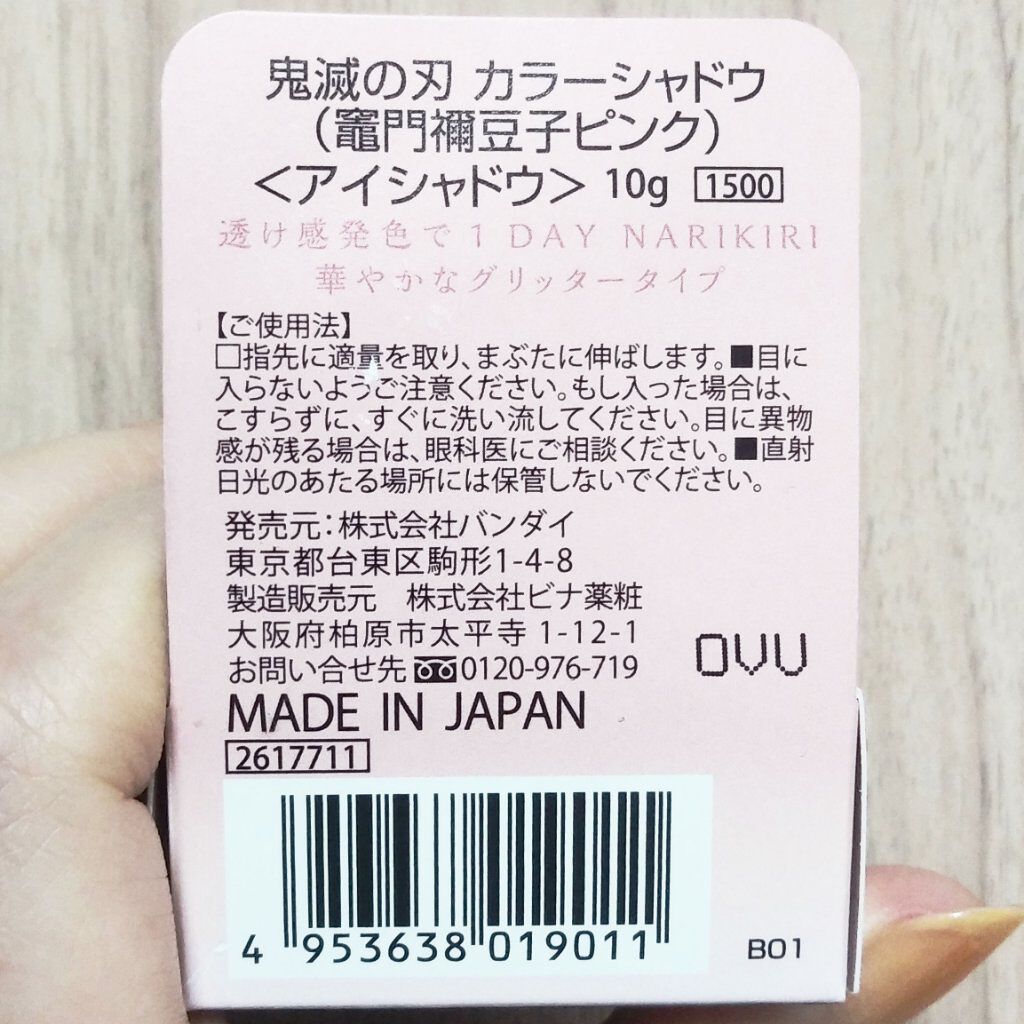 鬼滅の刃 カラーシャドウ
(竈門禰豆子ピンク)
<アイシャドウ> 10g 1500
透け感発色で1 DAY NARIKIRI
華やかなグリッタータイプ
【ご使用法】
□指先に適量を取り、まぶたに伸ばします。■目に
入らないようご注意ください。もし入った場合は、
こすらずに、すぐに洗い流してください。目に異物
感が残る場合は、眼科医にご相談ください。■直射
日光のあたる場所には保管しないでください。
発売元:株式会社バンダイ
東京都台東区駒形1-4-8
製造販売元 株式会社ビナ薬粧
大阪府柏原市太平寺 1-12-1
お問い合せ先 0120-976-719
OVU
MADE IN JAPAN
2617711
4 953638 019011
B01